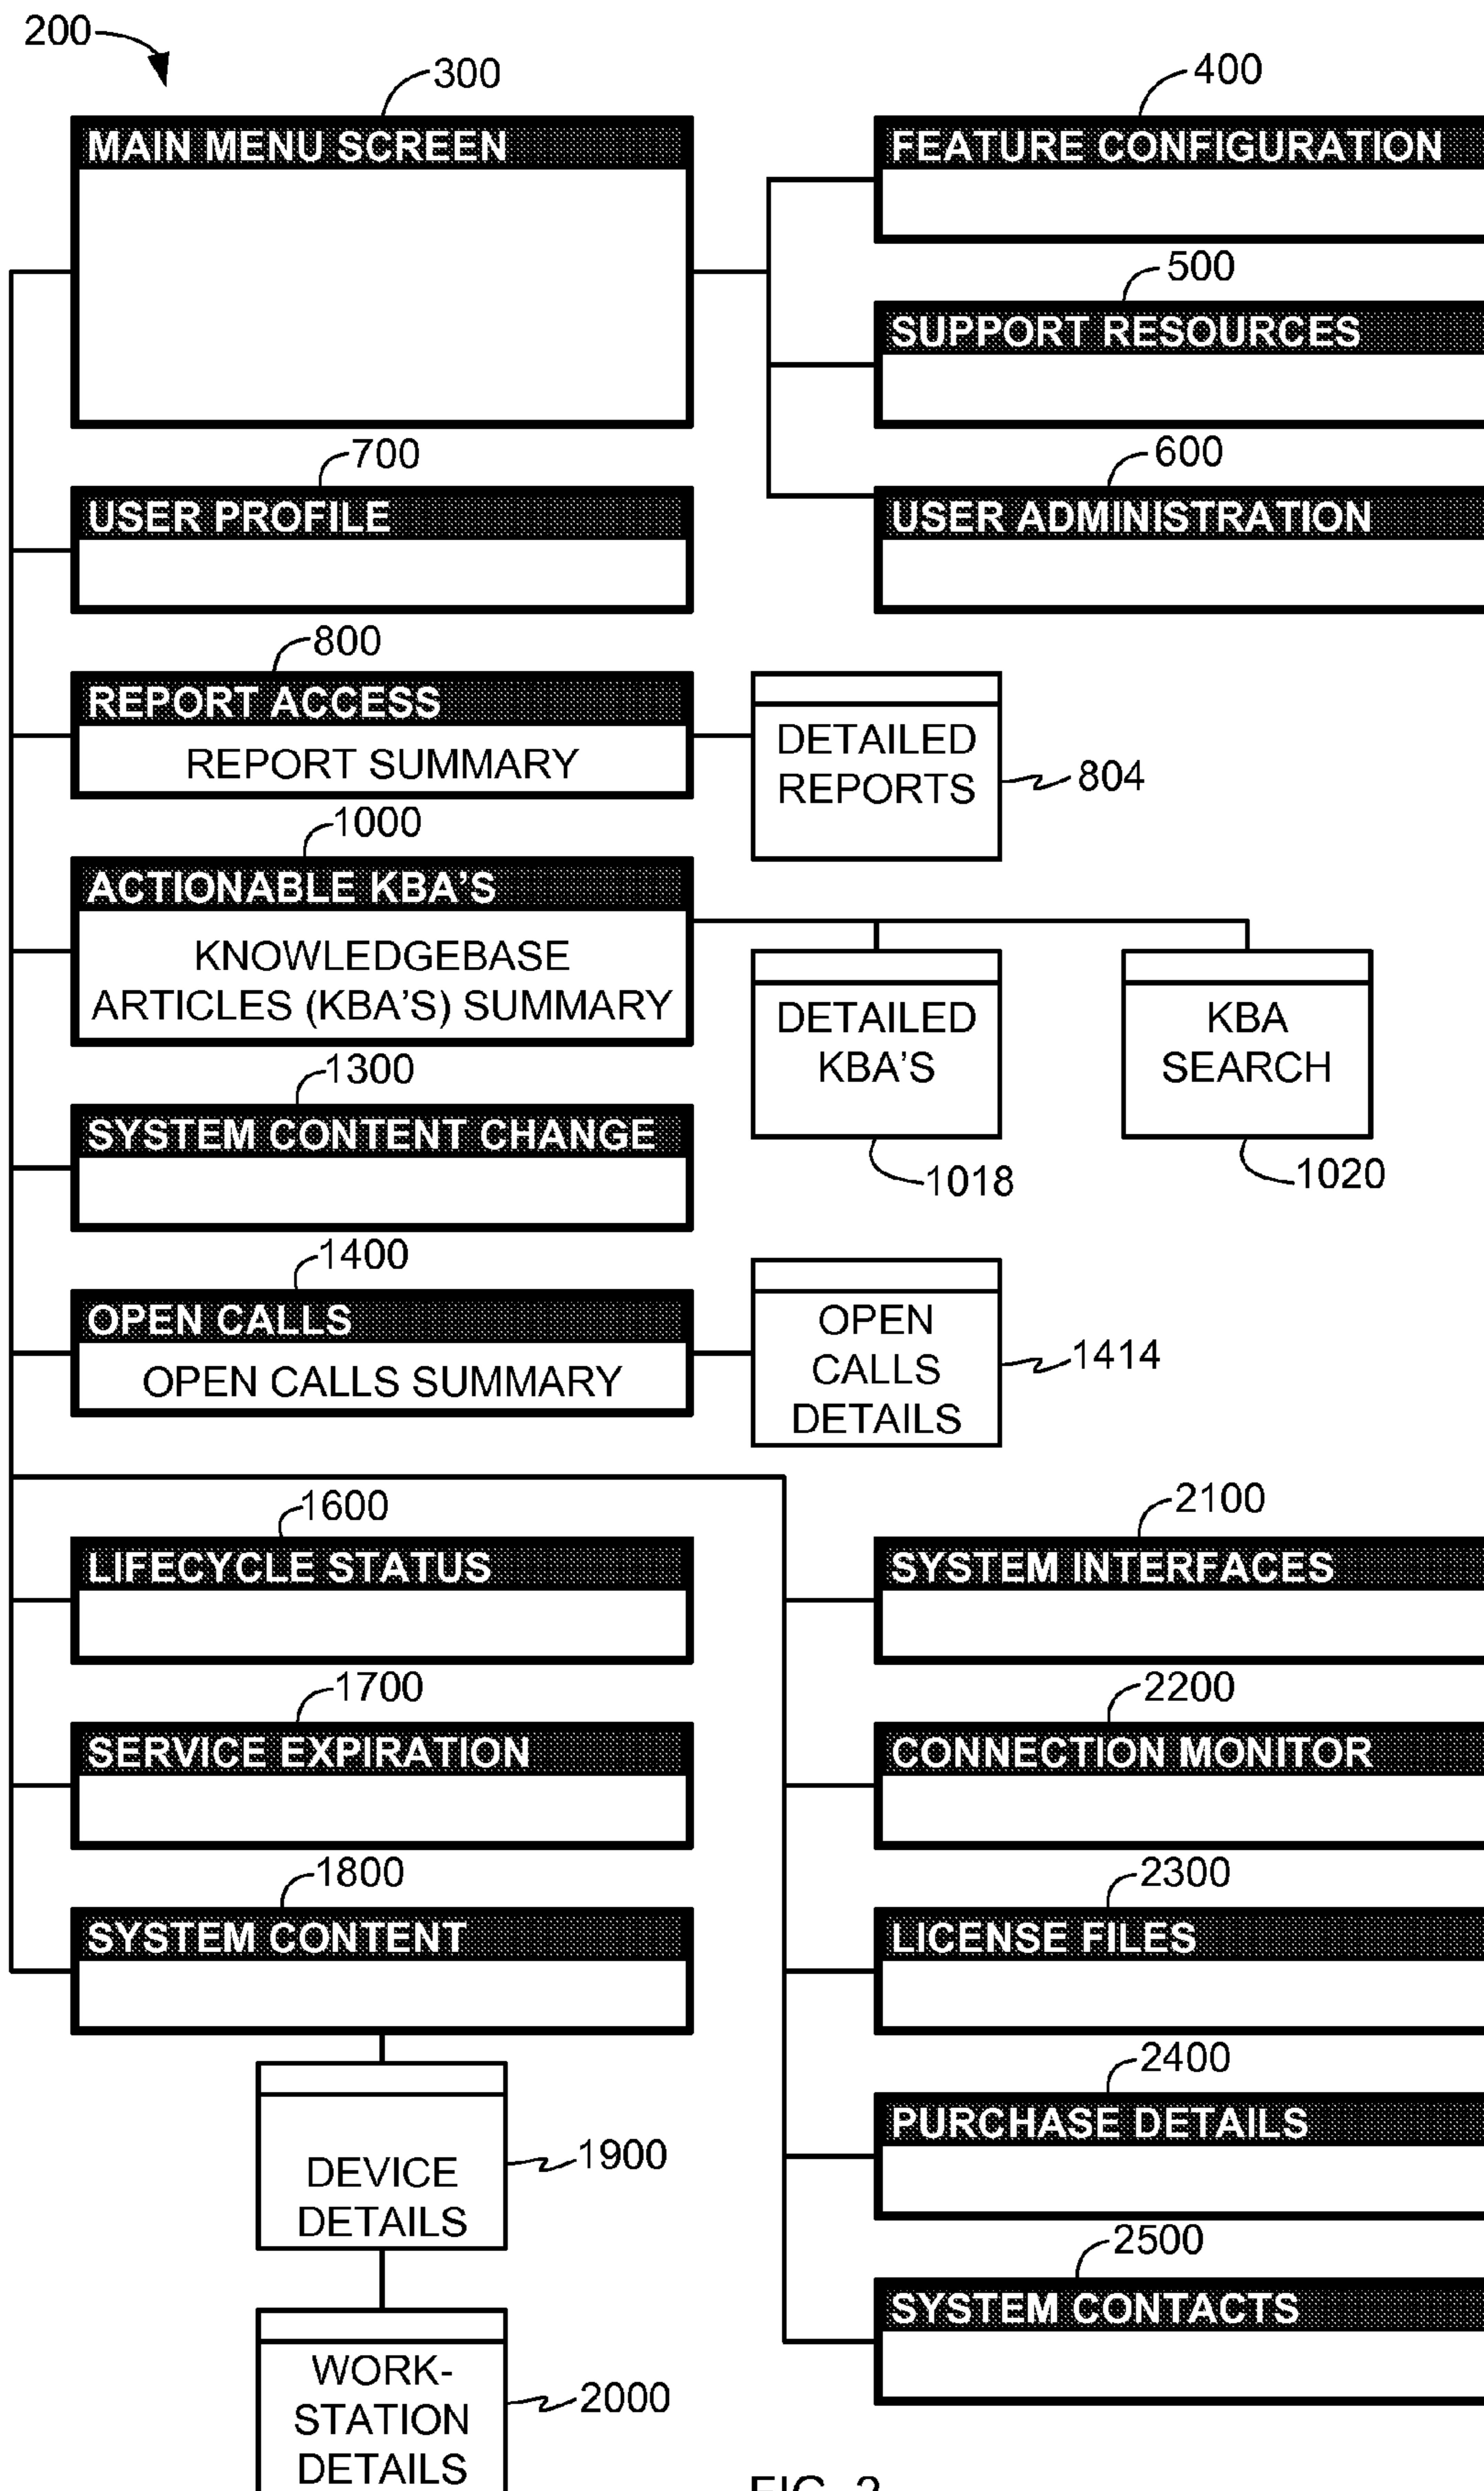 200
300
MAIN MENU SCREEN
400
FEATURE CONFIGURATION
500
SUPPORT RESOURCES
600
USER ADMINISTRATION
700
USER PROFILE
800
REPORT ACCESS
REPORT SUMMARY
DETAILED
REPORTS
804
1000
ACTIONABLE KBA'S
KNOWLEDGEBASE
ARTICLES (KBA'S) SUMMARY
DETAILED
KBA'S
1018
KBA
SEARCH
1020
1300
SYSTEM CONTENT CHANGE
1400
OPEN CALLS
OPEN CALLS SUMMARY
OPEN
CALLS
DETAILS
1414
1600
LIFECYCLE STATUS
1700
SERVICE EXPIRATION
1800
SYSTEM CONTENT
DEVICE
DETAILS
1900
WORK-
STATION
DETAILS
2000
2100
SYSTEM INTERFACES
2200
CONNECTION MONITOR
2300
LICENSE FILES
2400
PURCHASE DETAILS
2500
SYSTEM CONTACTS
FIG. 2